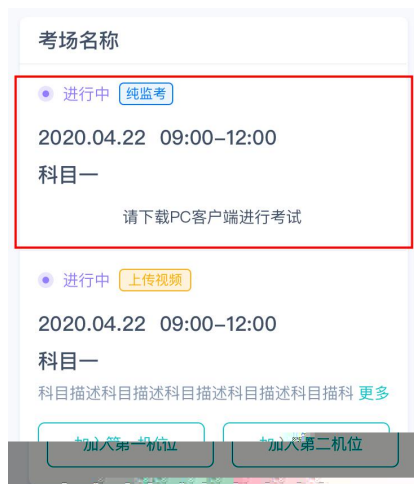 考场名称
进行中 纯监考
2020.04.22 09:00-12:00
科目一
请下载PC客户端进行考试
进行中 上传视频
2020.04.22 09:00-12:00
科目一
科目描述科目描述科目描述科目描述科目描科 更多
加入第一机位 加入第二机位